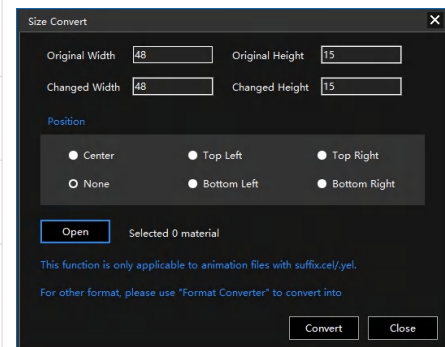 Size Convert
Original Width 48 Original Height 15
Changed Width 48 Changed Height 15
Position
Center Top Left Top Right
None Bottom Left Bottom Right
Open Selected 0 material
This function is only applicable to animation files with suffix.cel/.yel.
For other format, please use "Format Converter" to convert into
Convert Close